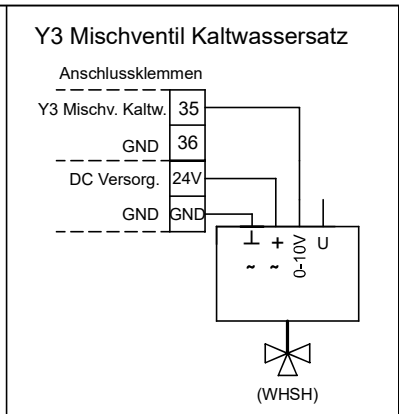 Y3 Mischventil Kaltwassersatz
Anschlussklemmen
Y3 Mischv. Kaltw. 35
GND 36
DC Versorg. 24V
GND GND
⊥ + 0-10V U
~ ~
(WHSH)